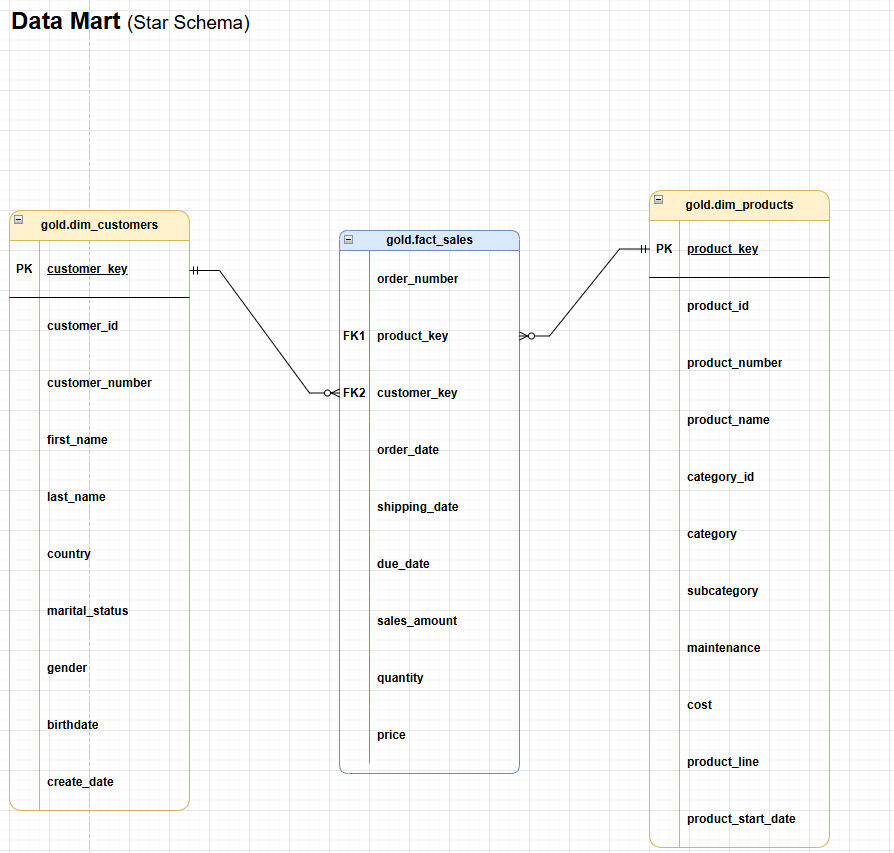 Data Mart (Star Schema)
gold.dim_customers
PK customer_key
customer_id
customer_number
first_name
last_name
country
marital_status
gender
birthdate
create_date
gold.fact_sales
order_number
FK1 product_key
FK2 customer_key
order_date
shipping_date
due_date
sales_amount
quantity
price
gold.dim_products
PK product_key
product_id
product_number
product_name
category_id
category
subcategory
maintenance
cost
product_line
product_start_date